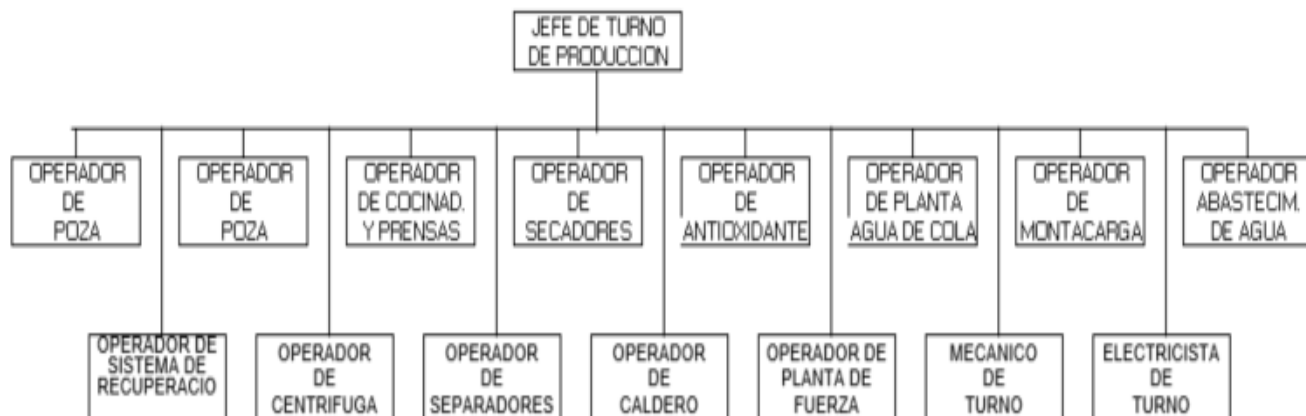 JEFE DE TURNO
DE PRODUCCION
OPERADOR
DE
POZA
OPERADOR
DE
POZA
OPERADOR
DE COCINAD.
Y PRENSAS
OPERADOR
DE
SECADORES
OPERADOR
DE
ANTIOXIDANTE
OPERADOR
DE PLANTA
AGUA DE COLA
OPERADOR
DE
MONTACARGA
OPERADOR
ABASTECIM.
DE AGUA
OPERADOR DE
SISTEMA DE
RECUPERACIO
OPERADOR
DE
CENTRIFUGA
OPERADOR
DE
SEPARADORES
OPERADOR
DE
CALDERO
OPERADOR DE
PLANTA DE
FUERZA
MECANICO
DE
TURNO
ELECTRICISTA
DE
TURNO